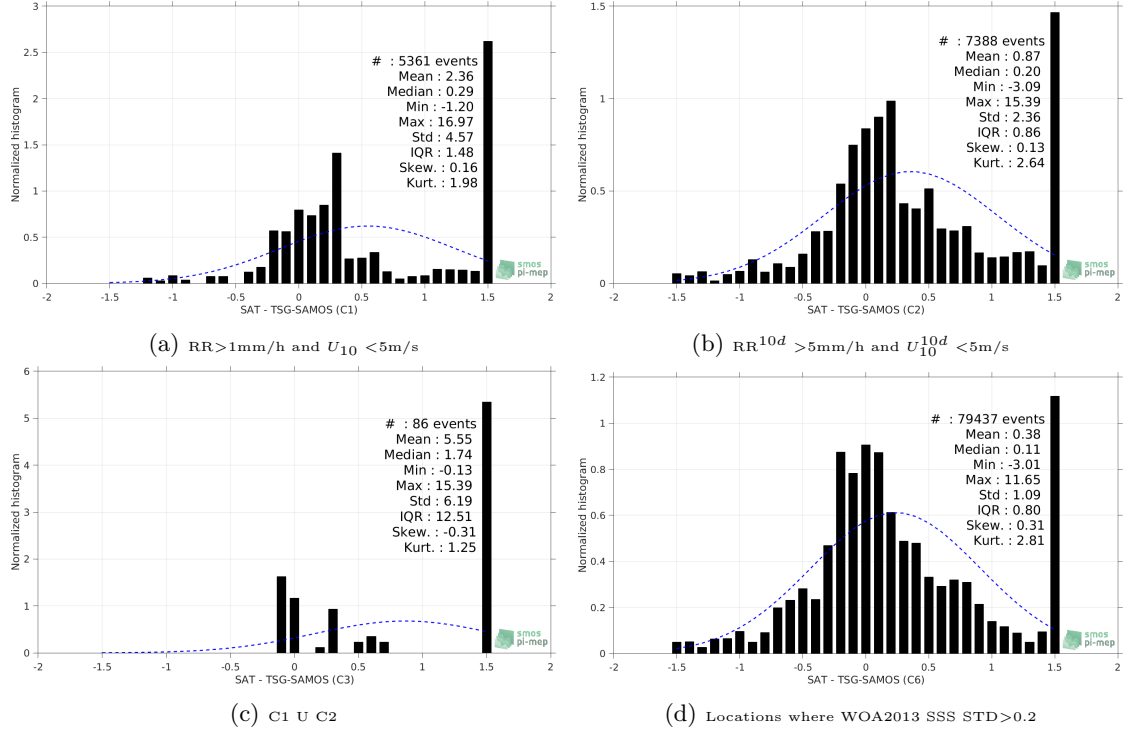 3
2.5
2
1.5
1
0.5
0
-2
-1.5
-1
-0.5
0
0.5
1
1.5
2
Normalized histogram
SAT - TSG-SAMOS (C1)
# : 5361 events
Mean : 2.36
Median : 0.29
Min : -1.20
Max : 16.97
Std : 4.57
IQR : 1.48
Skew. : 0.16
Kurt. : 1.98
smos
pi-mep
(a) RR>1mm/h and U10 <5m/s
1.5
1
0.5
0
-2
-1.5
-1
-0.5
0
0.5
1
1.5
2
Normalized histogram
SAT - TSG-SAMOS (C2)
# : 7388 events
Mean : 0.87
Median : 0.20
Min : -3.09
Max : 15.39
Std : 2.36
IQR : 0.86
Skew. : 0.13
Kurt. : 2.64
smos
pi-mep
(b) RR10d >5mm/h and U10 10d <5m/s
6
5
4
3
2
1
0
-2
-1.5
-1
-0.5
0
0.5
1
1.5
2
Normalized histogram
SAT - TSG-SAMOS (C3)
# : 86 events
Mean : 5.55
Median : 1.74
Min : -0.13
Max : 15.39
Std : 6.19
IQR : 12.51
Skew. : -0.31
Kurt. : 1.25
smos
pi-mep
(c) C1 U C2
1.2
1
0.8
0.6
0.4
0.2
0
-2
-1.5
-1
-0.5
0
0.5
1
1.5
2
Normalized histogram
SAT - TSG-SAMOS (C6)
# : 79437 events
Mean : 0.38
Median : 0.11
Min : -3.01
Max : 11.65
Std : 1.09
IQR : 0.80
Skew. : 0.31
Kurt. : 2.81
smos
pi-mep
(d) Locations where WOA2013 SSS STD>0.2